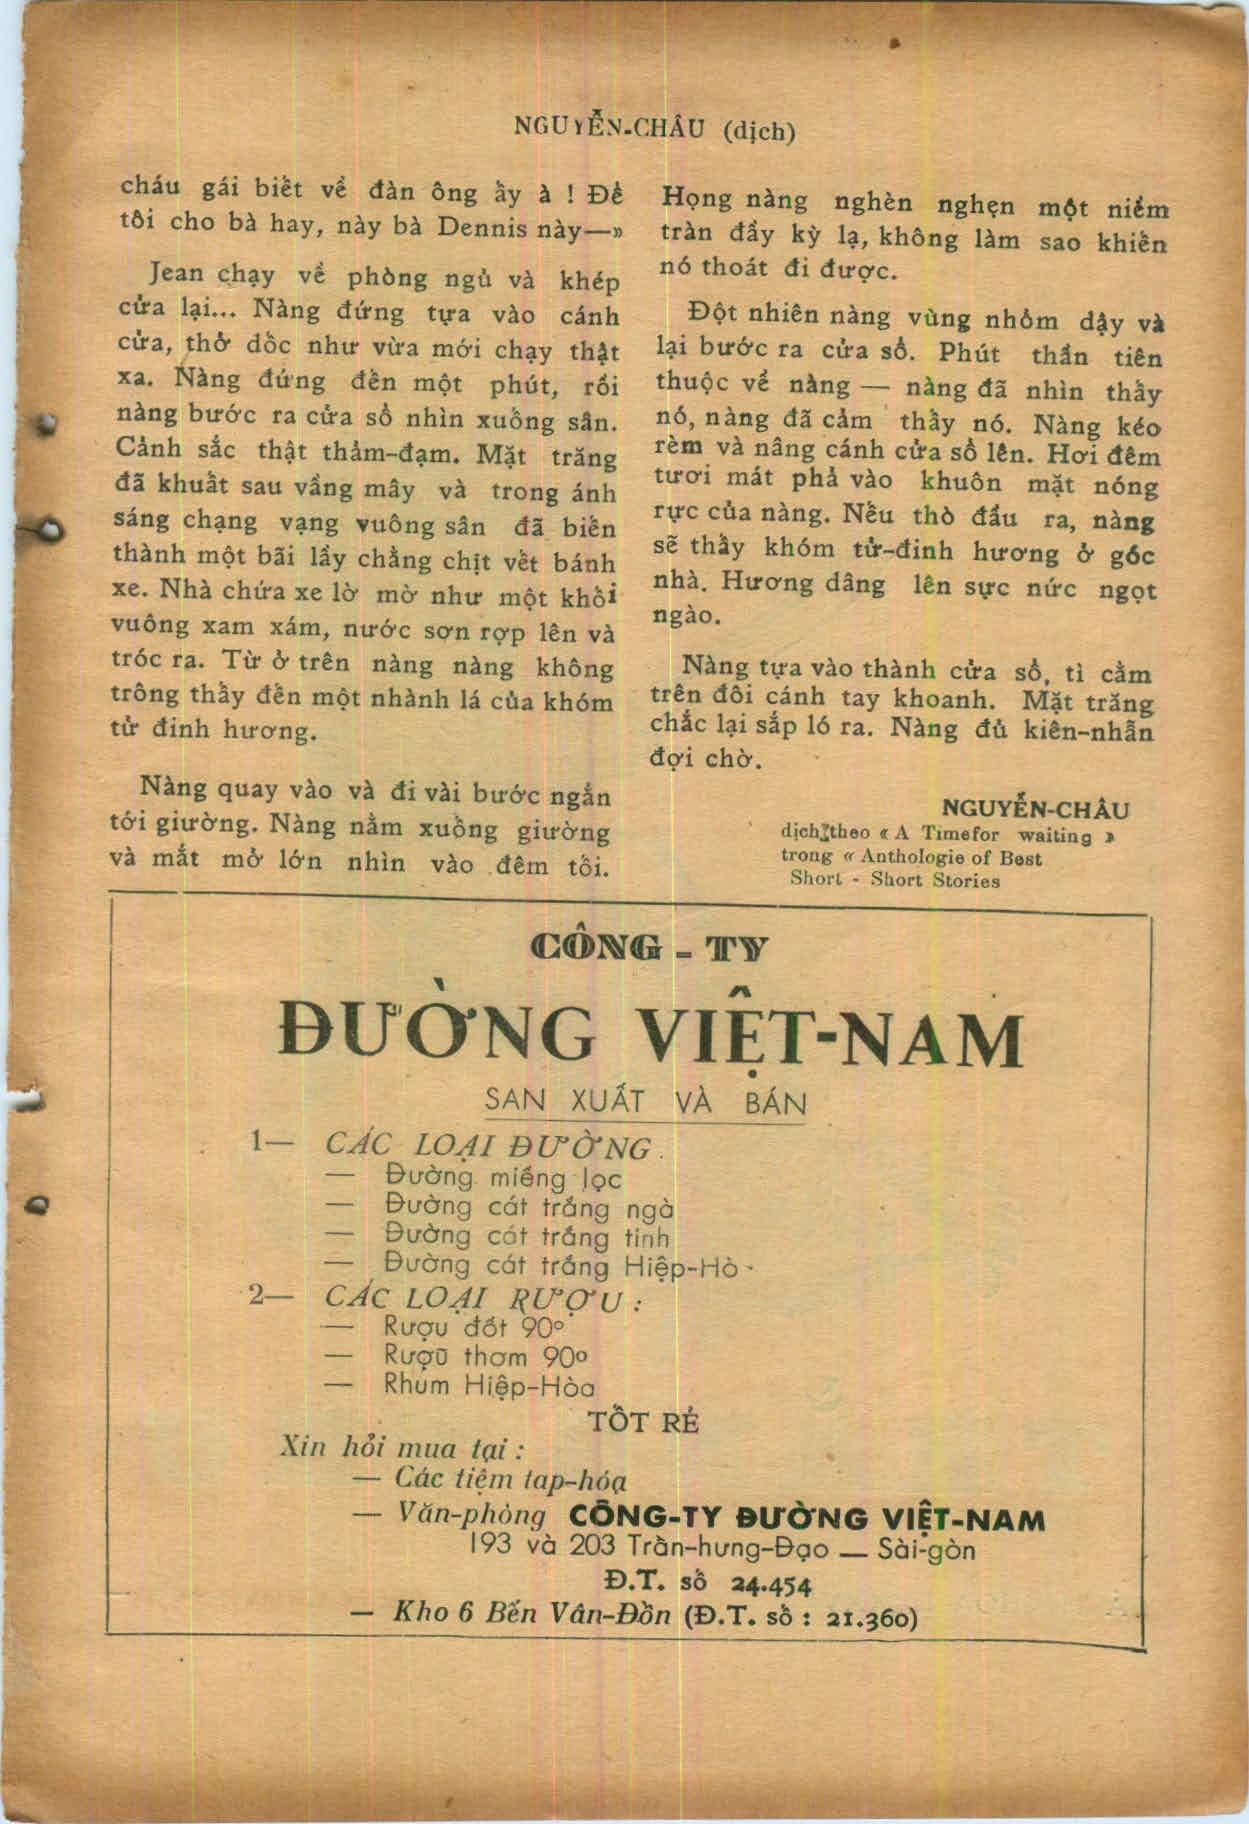 NGUYỄN-CHÂU (dịch)
cháu gái biết về đàn ông ấy à ! Để
tôi cho bà hay, này bà Dennis này—»
Jean chạy về phòng ngủ và khép
cửa lại... Nàng đứng tựa vào cánh
cửa, thở dốc như vừa mới chạy thật
xa. Nàng đứng đến một phút, rồi
nàng bước ra cửa sổ nhìn xuống sân.
Cảnh sắc thật thảm-đạm. Mặt trăng
đã khuất sau vầng mây và trong ánh
sáng chạng vạng vuông sân đã biến
thành một bãi lầy chằng chịt vết bánh
xe. Nhà chứa xe lờ mờ như một khối
vuông xam xám, nước sơn rợp lên và
tróc ra. Từ ở trên nàng nàng không
trông thấy đến một nhành lá của khóm
tử đinh hương.
Nàng quay vào và đi vài bước ngắn
tới giường. Nàng nằm xuống giường
và mắt mở lớn nhìn vào đêm tối.
Họng nàng nghèn nghẹn một niềm
tràn đầy kỳ lạ, không làm sao khiến
nó thoát đi được.
Đột nhiên nàng vùng nhỏm dậy và
lại bước ra cửa sổ. Phút thần tiên
thuộc về nàng — nàng đã nhìn thấy
nó, nàng đã cảm thấy nó. Nàng kéo
rèm và nâng cánh cửa sổ lên. Hơi đêm
tươi mát phả vào khuôn mặt nóng
rực của nàng. Nếu thò đầu ra, nàng
sẽ thấy khóm tử-đinh hương ở góc
nhà. Hương dâng lên sực nức ngọt
ngào.
Nàng tựa vào thành cửa sổ, tì cằm
trên đôi cánh tay khoanh. Mặt trăng
chắc lại sắp ló ra. Nàng đủ kiên-nhẫn
đợi chờ.
NGUYỄN-CHÂU
dịch theo « A Timefor waiting »
trong « Anthologie of Best
Short - Short Stories
CÔNG - TY
ĐƯỜNG VIỆT-NAM
SAN XUẤT VÀ BÁN
1— CÁC LOẠI ĐƯỜNG.
— Đường miếng lọc
— Đường cát trắng ngà
— Đường cát trắng tinh
— Đường cát trắng Hiệp-Hò
2— CÁC LOẠI RƯỢU :
— Rượu đốt 90°
— Rượu thơm 90°
— Rhum Hiệp-Hòa
TỐT RẺ
Xin hỏi mua tại :
— Các tiệm tạp-hóa
— Văn-phòng CÔNG-TY ĐƯỜNG VIỆT-NAM
193 và 203 Trần-hưng-Đạo — Sài-gòn
Đ.T. số 24.454
— Kho 6 Bến Vân-Đồn (Đ.T. số : 21.360)